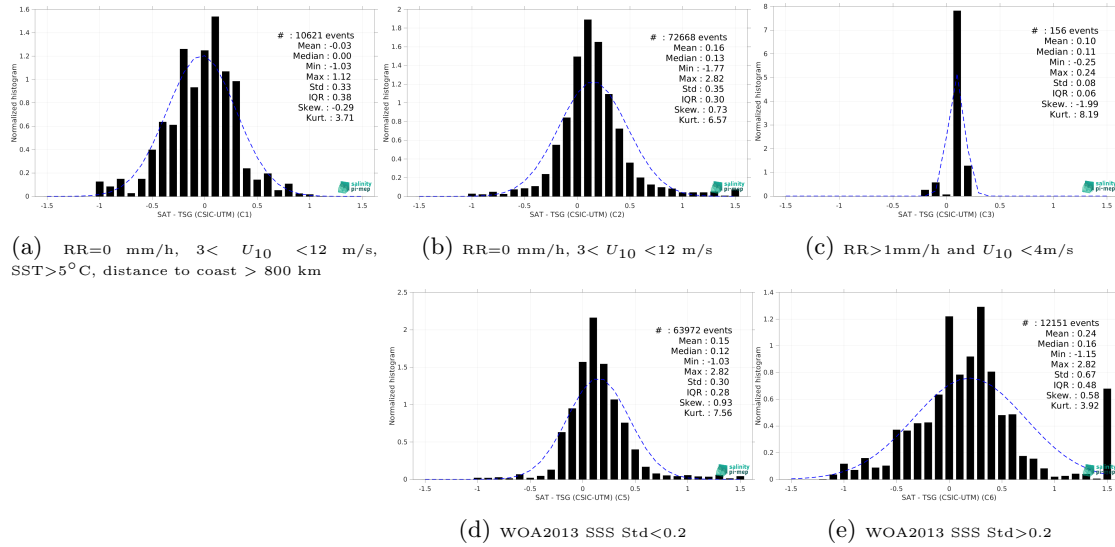 1.6
1.4
1.2
1
0.8
0.6
0.4
0.2
0
Normalized histogram
# : 10621 events
Mean : -0.03
Median : 0.00
Min : -1.03
Max : 1.12
Std : 0.33
IQR : 0.38
Skew. : -0.29
Kurt. : 3.71
salinity
pi-mep
-1.5 -1 -0.5 0 0.5 1 1.5
SAT - TSG (CSIC-UTM) (C1)
(a) RR=0 mm/h, 3< U10 <12 m/s,
SST>5°C, distance to coast > 800 km
2
1.8
1.6
1.4
1.2
1
0.8
0.6
0.4
0.2
0
Normalized histogram
# : 72668 events
Mean : 0.16
Median : 0.13
Min : -1.77
Max : 2.82
Std : 0.35
IQR : 0.30
Skew. : 0.73
Kurt. : 6.57
salinity
pi-mep
-1.5 -1 -0.5 0 0.5 1 1.5
SAT - TSG (CSIC-UTM) (C2)
(b) RR=0 mm/h, 3< U10 <12 m/s
8
7
6
5
4
3
2
1
0
Normalized histogram
# : 156 events
Mean : 0.10
Median : 0.11
Min : -0.25
Max : 0.24
Std : 0.08
IQR : 0.06
Skew. : -1.99
Kurt. : 8.19
salinity
pi-mep
-1.5 -1 -0.5 0 0.5 1 1.5
SAT - TSG (CSIC-UTM) (C3)
(c) RR>1mm/h and U10 <4m/s
2.5
2
1.5
1
0.5
0
Normalized histogram
# : 63972 events
Mean : 0.15
Median : 0.12
Min : -1.03
Max : 2.82
Std : 0.30
IQR : 0.28
Skew. : 0.93
Kurt. : 7.56
salinity
pi-mep
-1.5 -1 -0.5 0 0.5 1 1.5
SAT - TSG (CSIC-UTM) (C5)
(d) WOA2013 SSS Std<0.2
1.4
1.2
1
0.8
0.6
0.4
0.2
0
Normalized histogram
# : 12151 events
Mean : 0.24
Median : 0.16
Min : -1.15
Max : 2.82
Std : 0.67
IQR : 0.48
Skew. : 0.58
Kurt. : 3.92
salinity
pi-mep
-1.5 -1 -0.5 0 0.5 1 1.5
SAT - TSG (CSIC-UTM) (C6)
(e) WOA2013 SSS Std>0.2